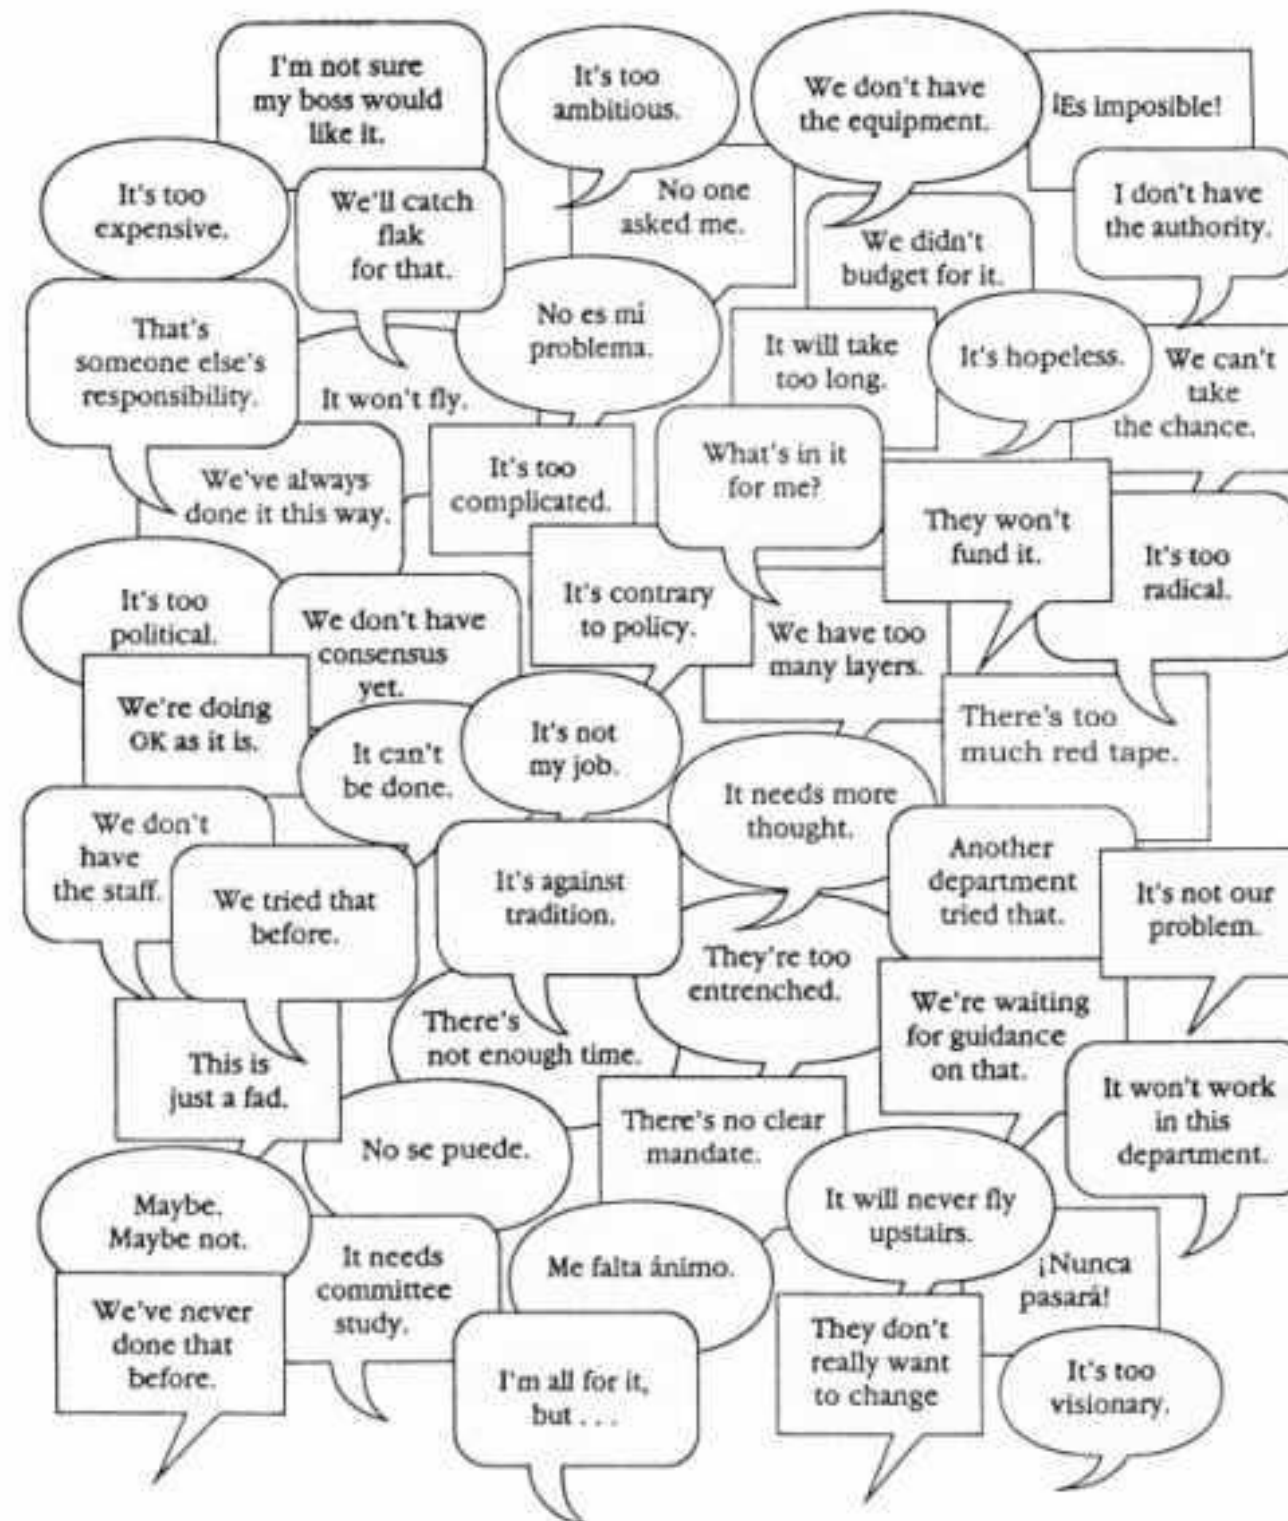 I'm not sure
my boss would
like it.
It's too
ambitious.
We don't have
the equipment.
¡Es imposible!
It's too
expensive.
We'll catch
flak
for that.
No one
asked me.
We didn't
budget for it.
I don't have
the authority.
That's
someone else's
responsibility.
It won't fly.
No es mi
problema.
It will take
too long.
It's hopeless.
We can't
take
the chance.
We've always
done it this way.
It's too
complicated.
What's in it
for me?
They won't
fund it.
It's too
radical.
It's too
political.
We don't have
consensus
yet.
It's contrary
to policy.
We have too
many layers.
We're doing
OK as it is.
It can't
be done.
It's not
my job.
There's too
much red tape.
It needs more
thought.
We don't
have
the staff.
We tried that
before.
It's against
tradition.
Another
department
tried that.
It's not our
problem.
They're too
entrenched.
We're waiting
for guidance
on that.
There's
not enough time.
This is
just a fad.
No se puede.
There's no clear
mandate.
It won't work
in this
department.
Maybe.
Maybe not.
It will never fly
upstairs.
It needs
committee
study.
Me falta ánimo.
¡Nunca
pasará!
We've never
done that
before.
I'm all for it,
but . . .
They don't
really want
to change
It's too
visionary.